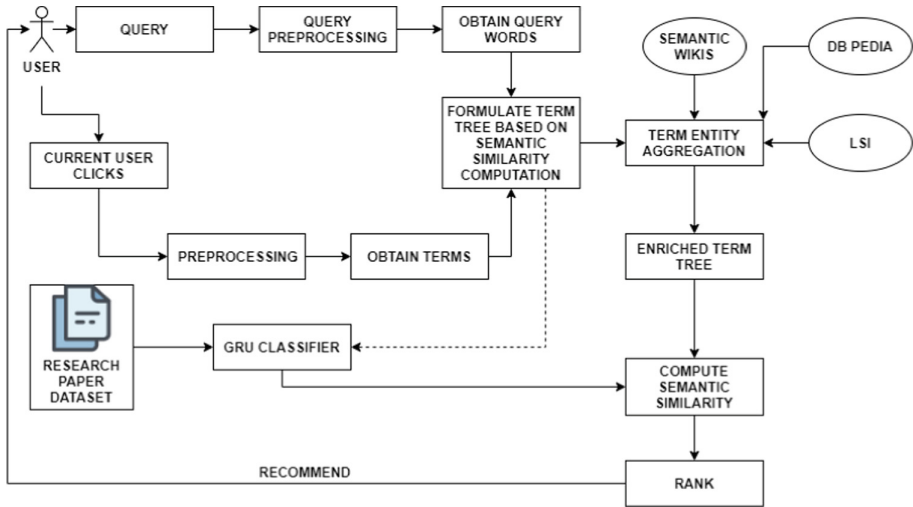 USER
QUERY
QUERY
PREPROCESSING
OBTAIN QUERY
WORDS
SEMANTIC
WIKIS
DB PEDIA
FORMULATE TERM
TREE BASED ON
SEMANTIC
SIMILARITY
COMPUTATION
TERM ENTITY
AGGREGATION
LSI
CURRENT USER
CLICKS
PREPROCESSING
OBTAIN TERMS
ENRICHED TERM
TREE
RESEARCH
PAPER
DATASET
GRU CLASSIFIER
COMPUTE
SEMANTIC
SIMILARITY
RECOMMEND
RANK